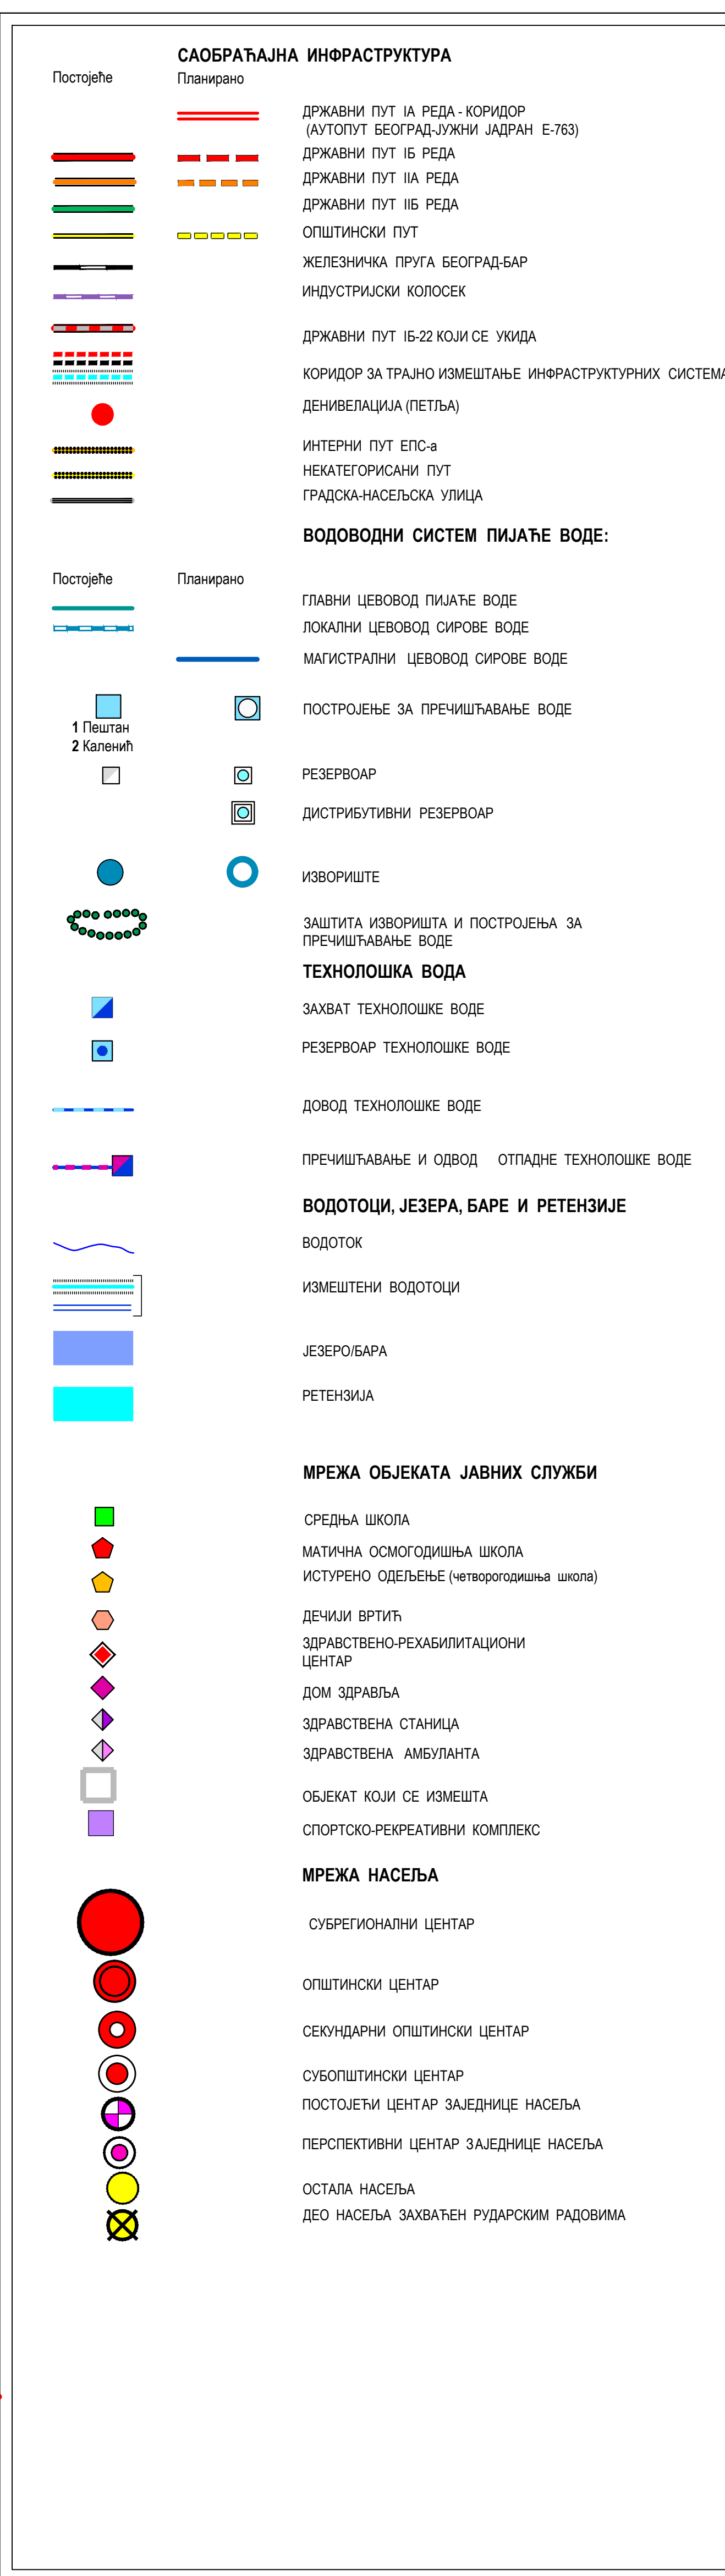 САОБРАЋАЈНА ИНФРАСТРУКТУРА
Постојеће Планирано
ДРЖАВНИ ПУТ IА РЕДА - КОРИДОР
(АУТОПУТ БЕОГРАД-ЈУЖНИ ЈАДРАН Е-763)
ДРЖАВНИ ПУТ IБ РЕДА
ДРЖАВНИ ПУТ IIА РЕДА
ДРЖАВНИ ПУТ IIБ РЕДА
ОПШТИНСКИ ПУТ
ЖЕЛЕЗНИЧКА ПРУГА БЕОГРАД-БАР
ИНДУСТРИЈСКИ КОЛОСЕК
ДРЖАВНИ ПУТ IБ-22 КОЈИ СЕ УКИДА
КОРИДОР ЗА ТРАЈНО ИЗМЕШТАЊЕ ИНФРАСТРУКТУРНИХ СИСТЕМА
ДЕНИВЕЛАЦИЈА (ПЕТЉА)
ИНТЕРНИ ПУТ ЕПС-а
НЕКАТЕГОРИСАНИ ПУТ
ГРАДСКА-НАСЕЉСКА УЛИЦА
ВОДОВОДНИ СИСТЕМ ПИЈАЋЕ ВОДЕ:
Постојеће Планирано
ГЛАВНИ ЦЕВОВОД ПИЈАЋЕ ВОДЕ
ЛОКАЛНИ ЦЕВОВОД СИРОВЕ ВОДЕ
МАГИСТРАЛНИ ЦЕВОВОД СИРОВЕ ВОДЕ
ПОСТРОЈЕЊЕ ЗА ПРЕЧИШЋАВАЊЕ ВОДЕ
1 Пештан
2 Каленић
РЕЗЕРВОАР
ДИСТРИБУТИВНИ РЕЗЕРВОАР
ИЗВОРИШТЕ
ЗАШТИТА ИЗВОРИШТА И ПОСТРОЈЕЊА ЗА
ПРЕЧИШЋАВАЊЕ ВОДЕ
ТЕХНОЛОШКА ВОДА
ЗАХВАТ ТЕХНОЛОШКЕ ВОДЕ
РЕЗЕРВОАР ТЕХНОЛОШКЕ ВОДЕ
ДОВОД ТЕХНОЛОШКЕ ВОДЕ
ПРЕЧИШЋАВАЊЕ И ОДВОД ОТПАДНЕ ТЕХНОЛОШКЕ ВОДЕ
ВОДОТОЦИ, ЈЕЗЕРА, БАРЕ И РЕТЕНЗИЈЕ
ВОДОТОК
ИЗМЕШТЕНИ ВОДОТОЦИ
ЈЕЗЕРО/БАРА
РЕТЕНЗИЈА
МРЕЖА ОБЈЕКАТА ЈАВНИХ СЛУЖБИ
СРЕДЊА ШКОЛА
МАТИЧНА ОСМОГОДИШЊА ШКОЛА
ИСТУРЕНО ОДЕЉЕЊЕ (четворогодишња школа)
ДЕЧИЈИ ВРТИЋ
ЗДРАВСТВЕНО-РЕХАБИЛИТАЦИОНИ
ЦЕНТАР
ДОМ ЗДРАВЉА
ЗДРАВСТВЕНА СТАНИЦА
ЗДРАВСТВЕНА АМБУЛАНТА
ОБЈЕКАТ КОЈИ СЕ ИЗМЕШТА
СПОРТСКО-РЕКРЕАТИВНИ КОМПЛЕКС
МРЕЖА НАСЕЉА
СУБРЕГИОНАЛНИ ЦЕНТАР
ОПШТИНСКИ ЦЕНТАР
СЕКУНДАРНИ ОПШТИНСКИ ЦЕНТАР
СУБОПШТИНСКИ ЦЕНТАР
ПОСТОЈЕЋИ ЦЕНТАР ЗАЈЕДНИЦЕ НАСЕЉА
ПЕРСПЕКТИВНИ ЦЕНТАР ЗАЈЕДНИЦЕ НАСЕЉА
ОСТАЛА НАСЕЉА
ДЕО НАСЕЉА ЗАХВАЋЕН РУДАРСКИМ РАДОВИМА